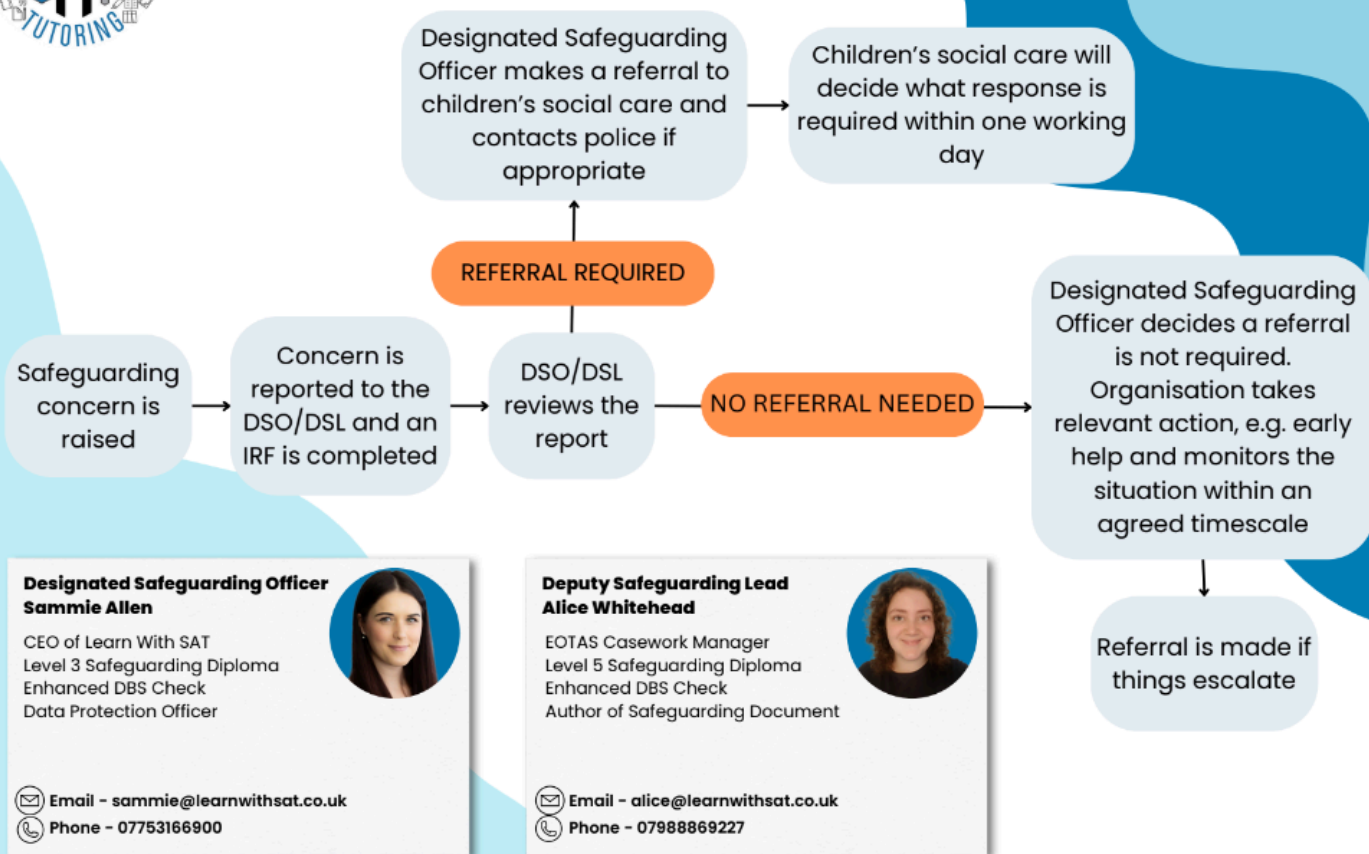 TUTORING
Designated Safeguarding
Officer makes a referral to
children's social care and
contacts police if
appropriate
Children's social care will
decide what response is
required within one working
day
REFERRAL REQUIRED
Safeguarding
concern is
raised
Concern is
reported to the
DSO/DSL and an
IRF is completed
DSO/DSL
reviews the
report
NO REFERRAL NEEDED
Designated Safeguarding
Officer decides a referral
is not required.
Organisation takes
relevant action, e.g. early
help and monitors the
situation within an
agreed timescale
Referral is made if
things escalate
Designated Safeguarding Officer
Sammie Allen
CEO of Learn With SAT
Level 3 Safeguarding Diploma
Enhanced DBS Check
Data Protection Officer
Email - sammie@learnwithsat.co.uk
Phone - 07753166900
Deputy Safeguarding Lead
Alice Whitehead
EOTAS Casework Manager
Level 5 Safeguarding Diploma
Enhanced DBS Check
Author of Safeguarding Document
Email - alice@learnwithsat.co.uk
Phone - 07988869227